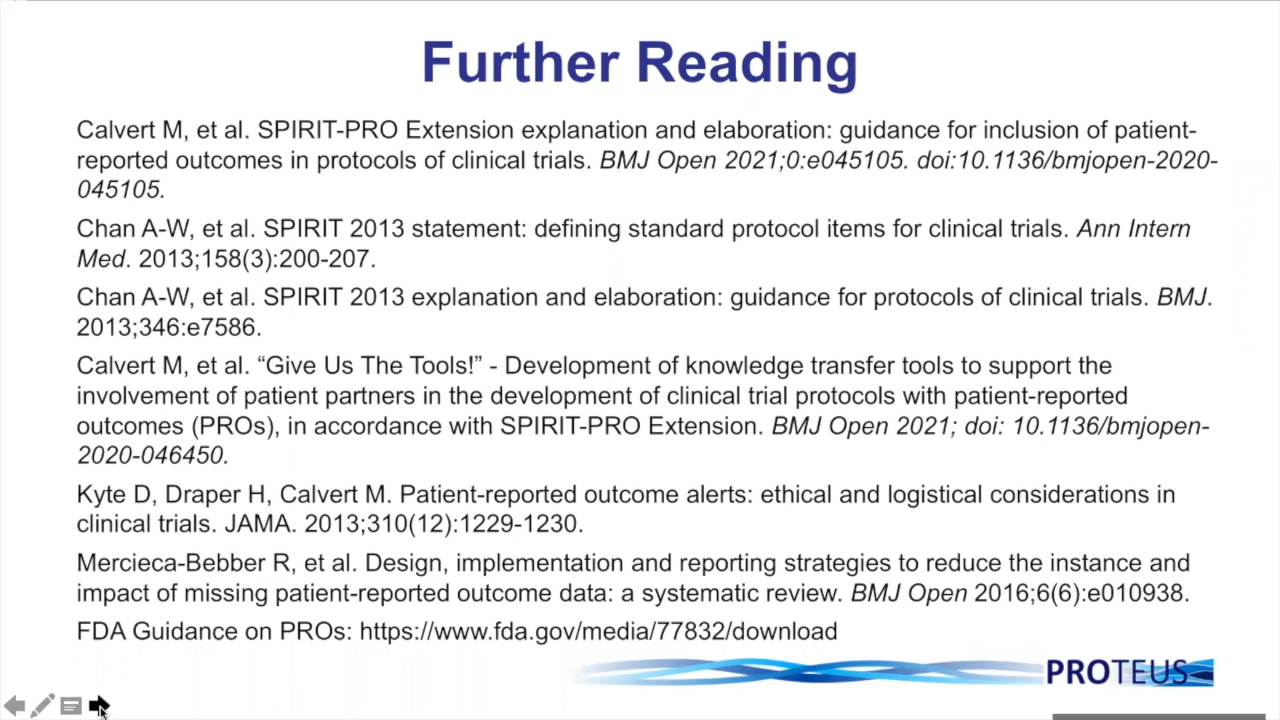 Further Reading
Calvert M, et al. SPIRIT-PRO Extension explanation and elaboration: guidance for inclusion of patient-
reported outcomes in protocols of clinical trials. BMJ Open 2021;0:e045105. doi:10.1136/bmjopen-2020-
045105.
Chan A-W, et al. SPIRIT 2013 statement: defining standard protocol items for clinical trials. Ann Intern
Med. 2013;158(3):200-207.
Chan A-W, et al. SPIRIT 2013 explanation and elaboration: guidance for protocols of clinical trials. BMJ.
2013;346:e7586.
Calvert M, et al. “Give Us The Tools!” - Development of knowledge transfer tools to support the
involvement of patient partners in the development of clinical trial protocols with patient-reported
outcomes (PROs), in accordance with SPIRIT-PRO Extension. BMJ Open 2021; doi: 10.1136/bmjopen-
2020-046450.
Kyte D, Draper H, Calvert M. Patient-reported outcome alerts: ethical and logistical considerations in
clinical trials. JAMA. 2013;310(12):1229-1230.
Mercieca-Bebber R, et al. Design, implementation and reporting strategies to reduce the instance and
impact of missing patient-reported outcome data: a systematic review. BMJ Open 2016;6(6):e010938.
FDA Guidance on PROs: https://www.fda.gov/media/77832/download
PROTEUS